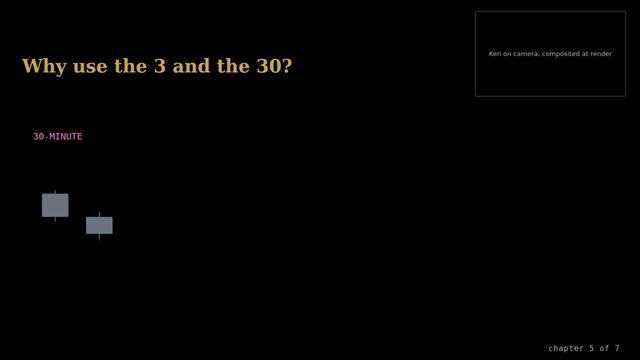 Ken on camera, composited at render
Why use the 3 and the 30?
30-MINUTE
chapter 5 of 7